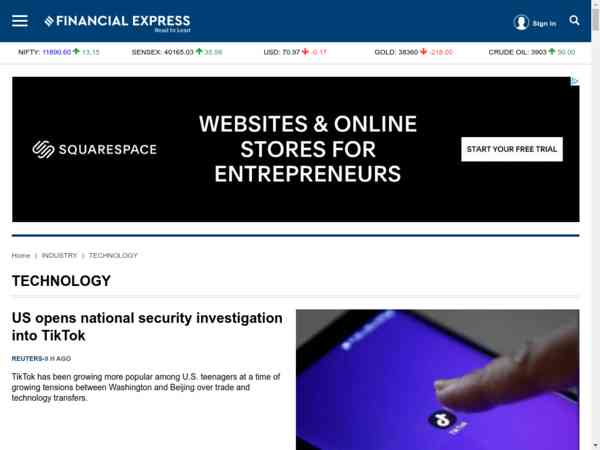 FINANCIAL EXPRESS
Read to Lead
Sign in
NIFTY: 11890.60 13.15
SENSEX: 40165.03 35.98
USD: 70.97 -0.17
GOLD: 38360 -218.00
CRUDE OIL: 3903 50.00
SQUARESPACE
WEBSITES & ONLINE
STORES FOR
ENTREPRENEURS
START YOUR FREE TRIAL
Home | INDUSTRY | TECHNOLOGY
TECHNOLOGY
US opens national security investigation
into TikTok
H AGO
TikTok has been growing more popular among U.S. teenagers at a time of
growing tensions between Washington and Beijing over trade and
technology transfers.
TikTok